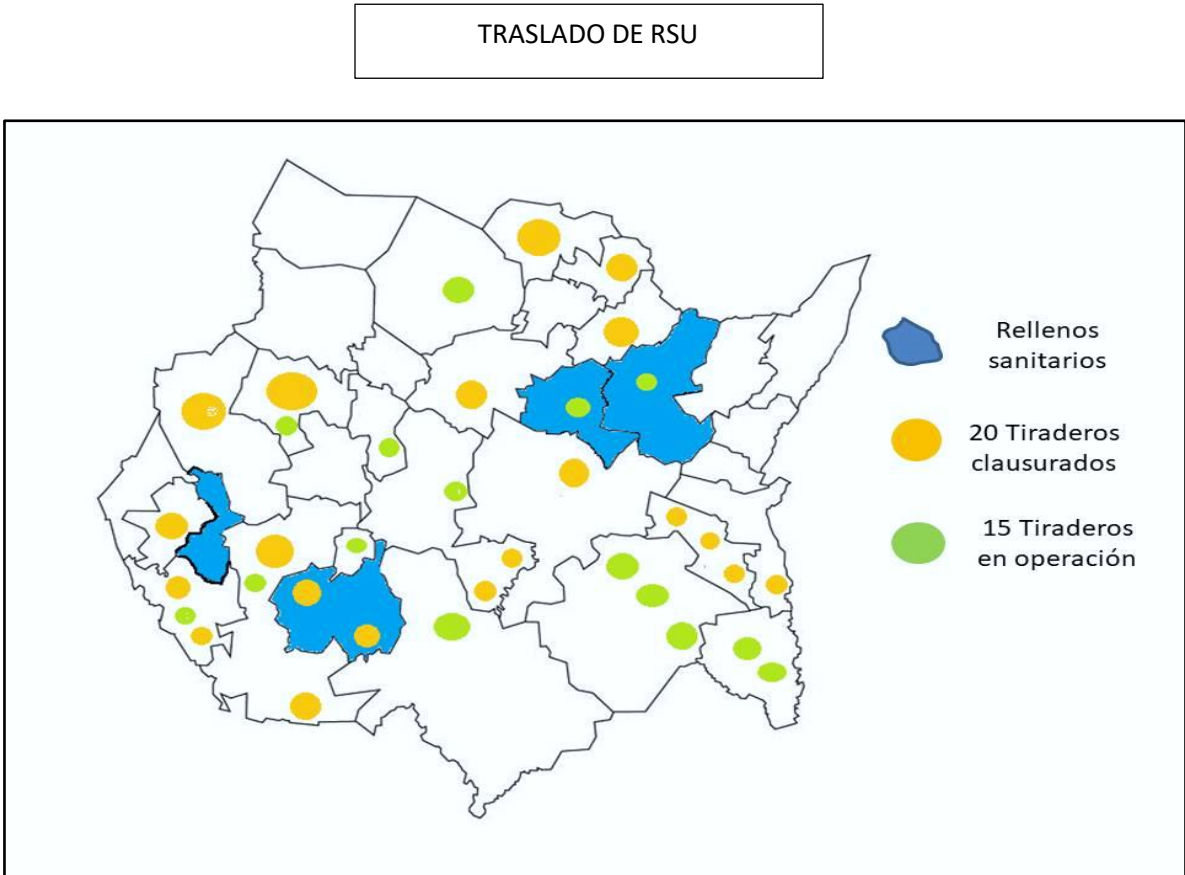 TRASLADO DE RSU
Rellenos
sanitarios
20 Tiraderos
clausurados
15 Tiraderos
en operación